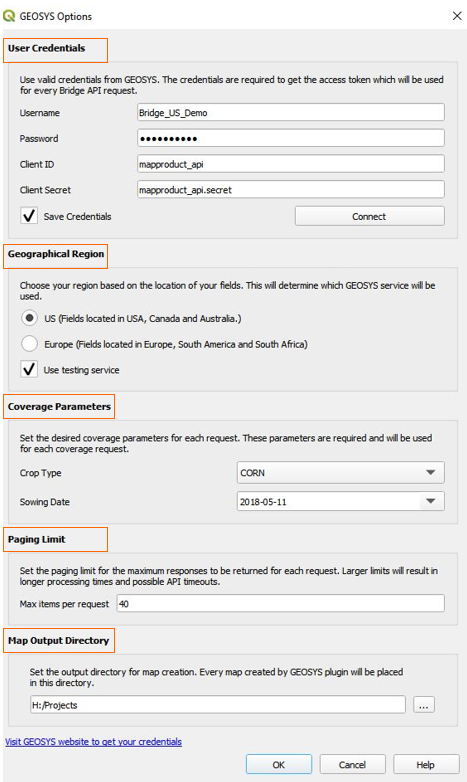 GEOSYS Options
User Credentials
Use valid credentials from GEOSYS. The credentials are required to get the access token which will be used
for every Bridge API request.
Username
Bridge_US_Demo
Password
●●●●●●●●●●
Client ID
mapproduct_api
Client Secret
mapproduct_api.secret
Save Credentials
Connect
Geographical Region
Choose your region based on the location of your fields. This will determine which GEOSYS service will be
used.
US (Fields located in USA, Canada and Australia.)
Europe (Fields located in Europe, South America and South Africa)
Use testing service
Coverage Parameters
Set the desired coverage parameters for each request. These parameters are required and will be used
for each coverage request.
Crop Type
CORN
Sowing Date
2018-05-11
Paging Limit
Set the paging limit for the maximum responses to be returned for each request. Larger limits will result in
longer processing times and possible API timeouts.
Max items per request
40
Map Output Directory
Set the output directory for map creation. Every map created by GEOSYS plugin will be placed
in this directory.
H:/Projects
...
Visit GEOSYS website to get your credentials
OK
Cancel
Help